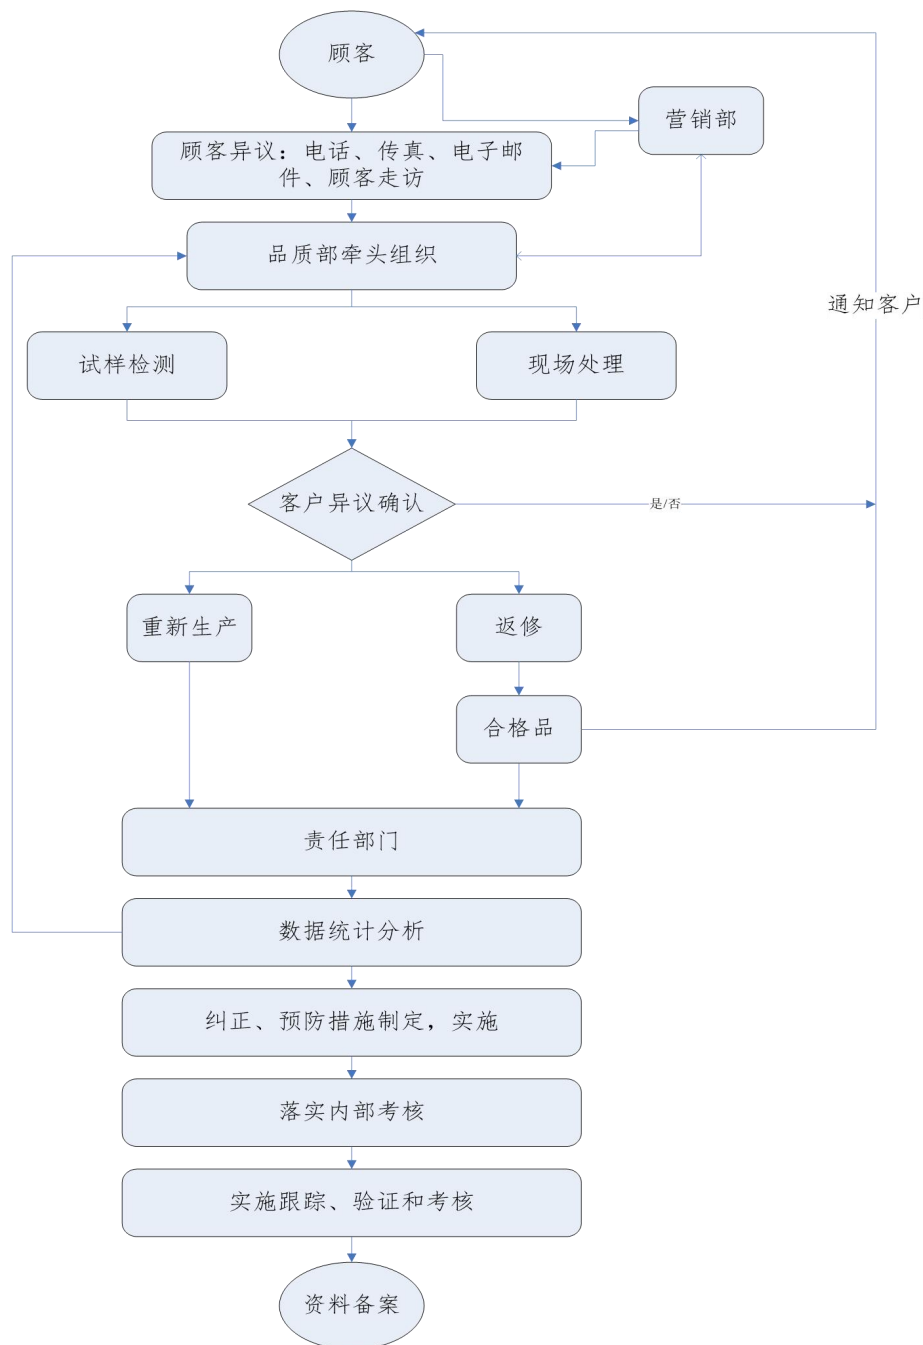 顾客
营销部
顾客异议：电话、传真、电子邮
件、顾客走访
品质部牵头组织
通知客户
试样检测
现场处理
客户异议确认
是/否
重新生产
返修
合格品
责任部门
数据统计分析
纠正、预防措施制定，实施
落实内部考核
实施跟踪、验证和考核
资料备案